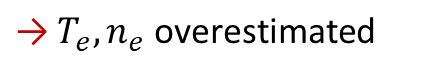 → 𝑇𝑒, 𝑛𝑒 overestimated